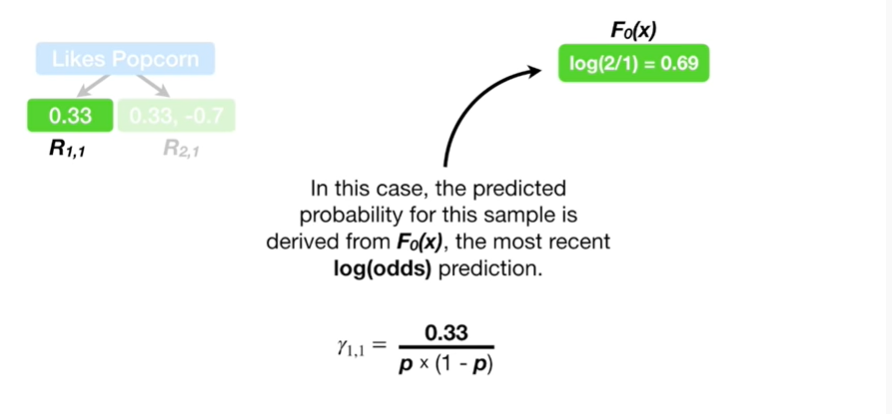 F₀(x)
log(2/1) = 0.69
Likes Popcorn
0.33
0.33, -0.7
R₁,₁
R₂,₁
In this case, the predicted
probability for this sample is
derived from F₀(x), the most recent
log(odds) prediction.
γ₁,₁ = 0.33
p × (1 - p)